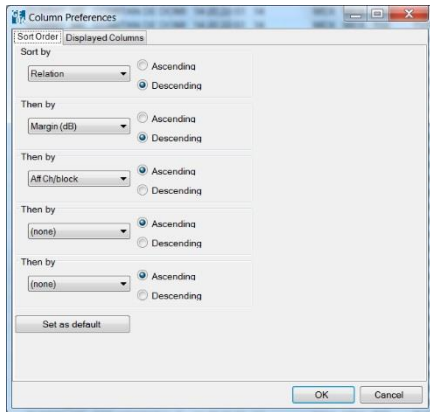 Column Preferences
Sort Order Displayed Columns
Sort by
Relation
Ascending
Descending
Then by
Margin (dB)
Ascending
Descending
Then by
Aff Ch/block
Ascending
Descending
Then by
(none)
Ascending
Descending
Then by
(none)
Ascending
Descending
Set as default
OK Cancel